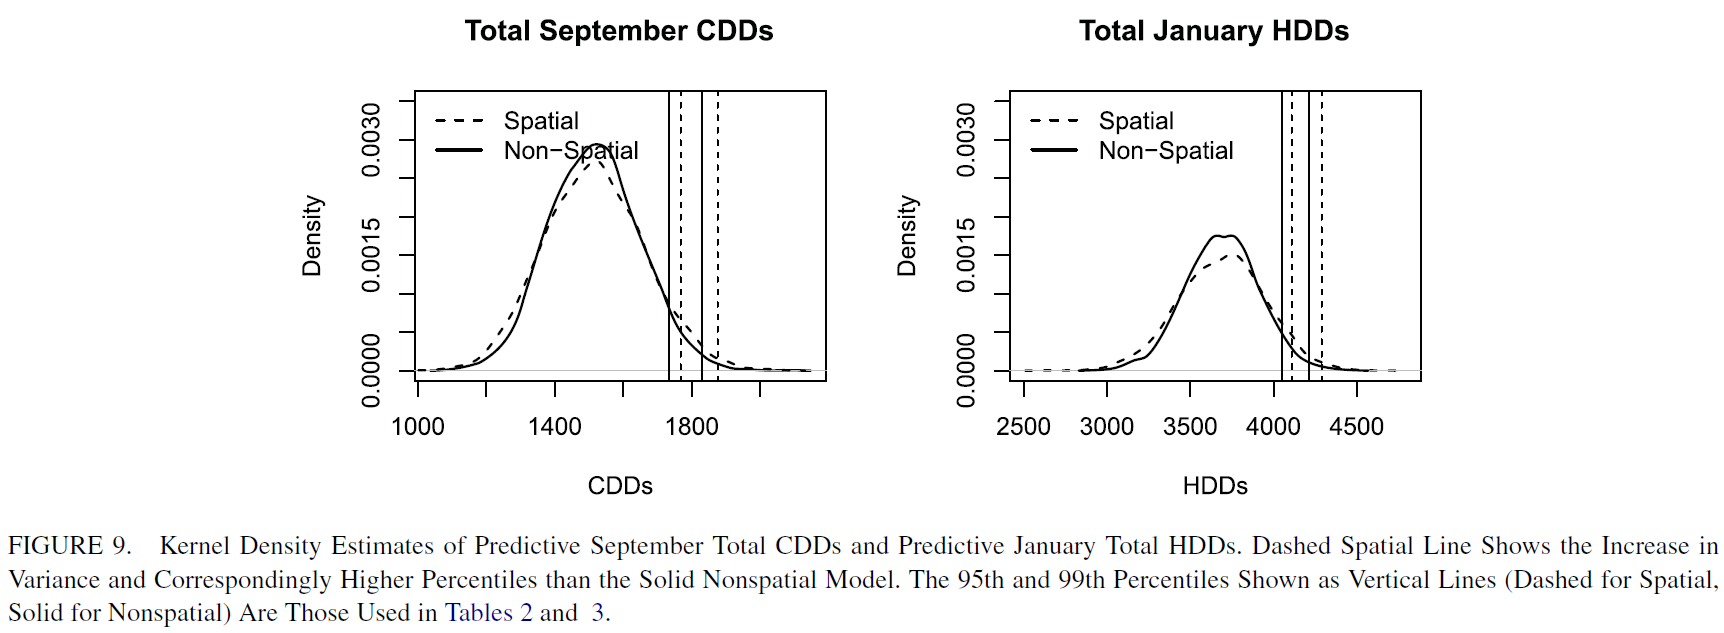 Total September CDDs
Spatial
Non−Spatial
Density
0.0000
0.0015
0.0030
1000
1400
1800
CDDs
Total January HDDs
Spatial
Non−Spatial
Density
0.0000
0.0015
0.0030
2500
3000
3500
4000
4500
HDDs
FIGURE 9. Kernel Density Estimates of Predictive September Total CDDs and Predictive January Total HDDs. Dashed Spatial Line Shows the Increase in
Variance and Correspondingly Higher Percentiles than the Solid Nonspatial Model. The 95th and 99th Percentiles Shown as Vertical Lines (Dashed for Spatial,
Solid for Nonspatial) Are Those Used in Tables 2 and 3.